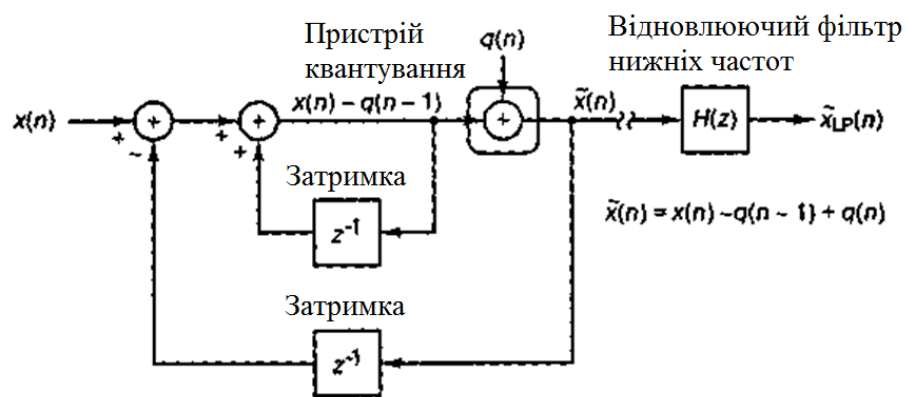 Пристрій
квантування
q(n)
Відновлюючий фільтр
нижніх частот
x(n)
+
+
−
+
+
+
x(n) − q(n − 1)
+
x̃(n)
H(z)
x̃LP(n)
Затримка
z⁻¹
x̃(n) = x(n) ~q(n ~ 1) + q(n)
Затримка
z⁻¹